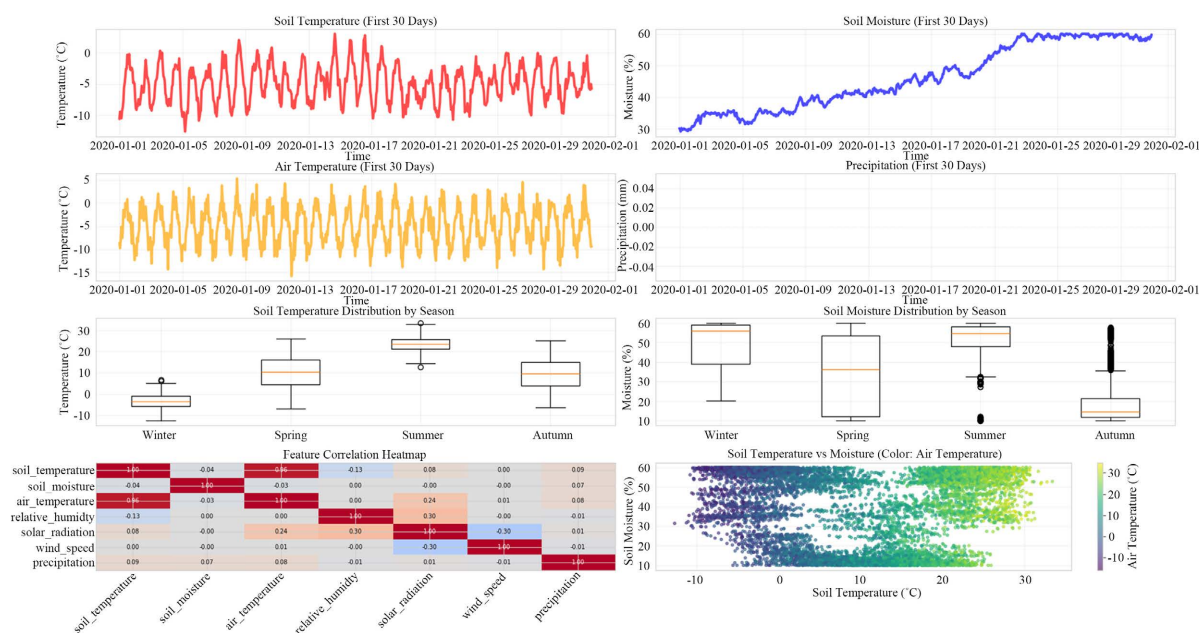 Soil Temperature (First 30 Days)
Temperature (°C)
0
-5
-10
2020-01-01 2020-01-05 2020-01-09 2020-01-13 2020-01-17 2020-01-21 2020-01-25 2020-01-29 2020-02-01
Time
Soil Moisture (First 30 Days)
Moisture (%)
60
50
40
30
2020-01-01 2020-01-05 2020-01-09 2020-01-13 2020-01-17 2020-01-21 2020-01-25 2020-01-29 2020-02-01
Time
Air Temperature (First 30 Days)
Temperature (°C)
5
0
-5
-10
-15
2020-01-01 2020-01-05 2020-01-09 2020-01-13 2020-01-17 2020-01-21 2020-01-25 2020-01-29 2020-02-01
Time
Precipitation (First 30 Days)
Precipitation (mm)
0.04
0.02
0.00
-0.02
-0.04
2020-01-01 2020-01-05 2020-01-09 2020-01-13 2020-01-17 2020-01-21 2020-01-25 2020-01-29 2020-02-01
Time
Soil Temperature Distribution by Season
Temperature (°C)
30
20
10
0
-10
Winter Spring Summer Autumn
Soil Moisture Distribution by Season
Moisture (%)
60
50
40
30
20
10
Winter Spring Summer Autumn
Feature Correlation Heatmap
soil_temperature 1.00 -0.04 0.96 -0.13 0.08 0.00 0.09
soil_moisture -0.04 1.00 -0.03 0.00 -0.00 -0.00 0.07
air_temperature 0.96 -0.03 1.00 0.00 0.24 0.01 0.08
relative_humidity -0.13 0.00 0.00 1.00 0.30 0.00 -0.01
solar_radiation 0.08 -0.00 0.24 0.30 1.00 -0.30 0.01
wind_speed 0.00 -0.00 0.01 0.00 -0.30 1.00 -0.01
precipitation 0.09 0.07 0.08 -0.01 0.01 -0.01 1.00
soil_temperature soil_moisture air_temperature relative_humidty solar_radiation wind_speed precipitation
Soil Temperature vs Moisture (Color: Air Temperature)
Soil Moisture (%)
60
50
40
30
20
10
-10 0 10 20 30
Soil Temperature (°C)
30
20
10
0
-10
Air Temperature (°C)